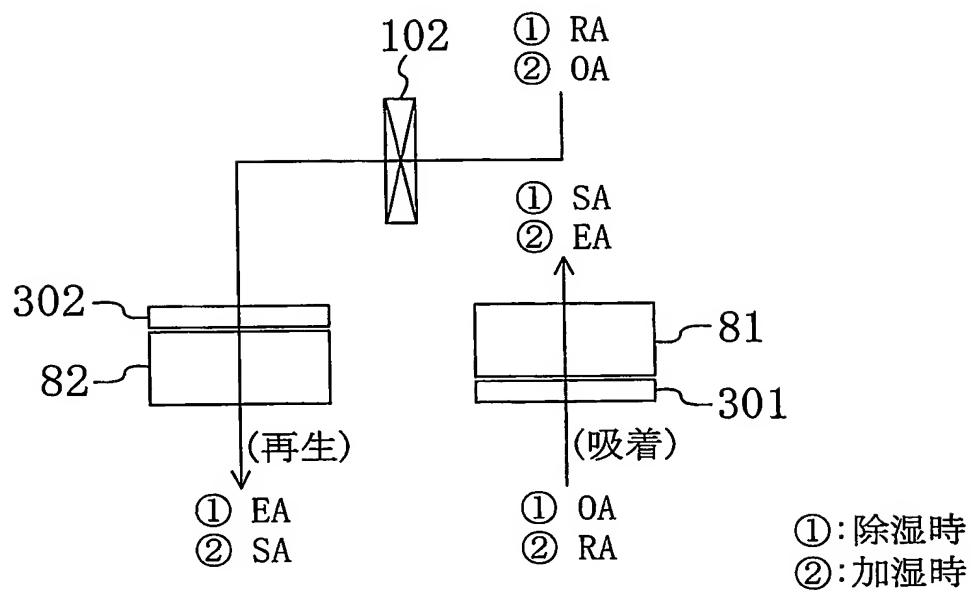 102
① RA
② OA
① SA
② EA
302
82
81
301
(再生)
(吸着)
① EA
② SA
① OA
② RA
①:除湿時
②:加湿時